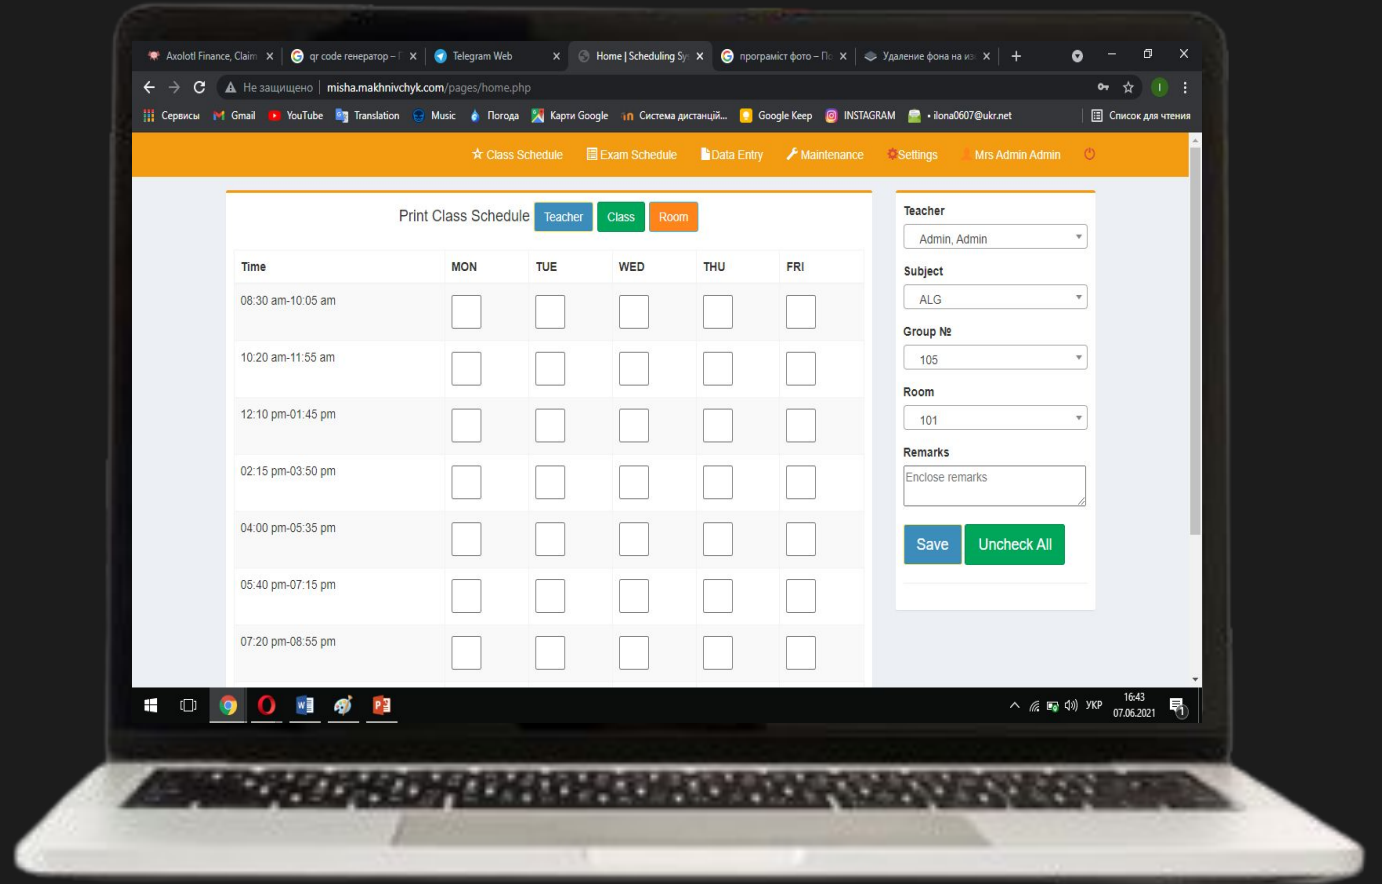 Axolotl Finance, Claim
qr code генератор – П
Telegram Web
Home | Scheduling Sy
програміст фото – По
Удаление фона на из
Не защищено | misha.makhnivchyk.com/pages/home.php
Сервисы Gmail YouTube Translation Music Погода Карти Google Система дистанцій... Google Keep INSTAGRAM • ilona0607@ukr.net Список для чтения
Class Schedule Exam Schedule Data Entry Maintenance Settings Mrs Admin Admin
Print Class Schedule Teacher Class Room
Time MON TUE WED THU FRI
08:30 am-10:05 am
10:20 am-11:55 am
12:10 pm-01:45 pm
02:15 pm-03:50 pm
04:00 pm-05:35 pm
05:40 pm-07:15 pm
07:20 pm-08:55 pm
Teacher
Admin, Admin
Subject
ALG
Group №
105
Room
101
Remarks
Enclose remarks
Save Uncheck All
УКР
16:43
07.06.2021
1